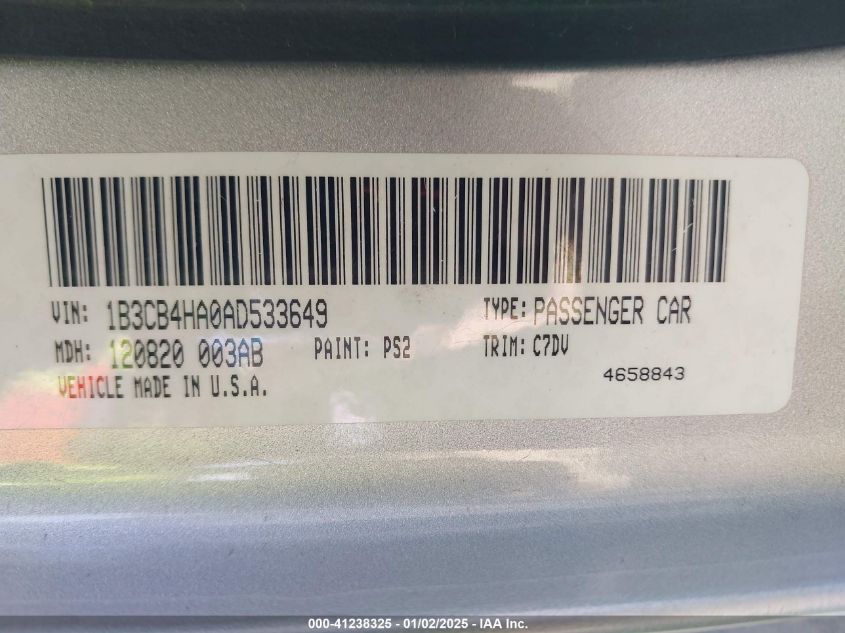 VIN: 1B3CB4HA0AD533649 TYPE: PASSENGER CAR
MDH: 120820 003AB PAINT: PS2 TRIM: C7DV
VEHICLE MADE IN U.S.A. 4658843
000-41238325 | 01/02/2025 | © IAA Inc.